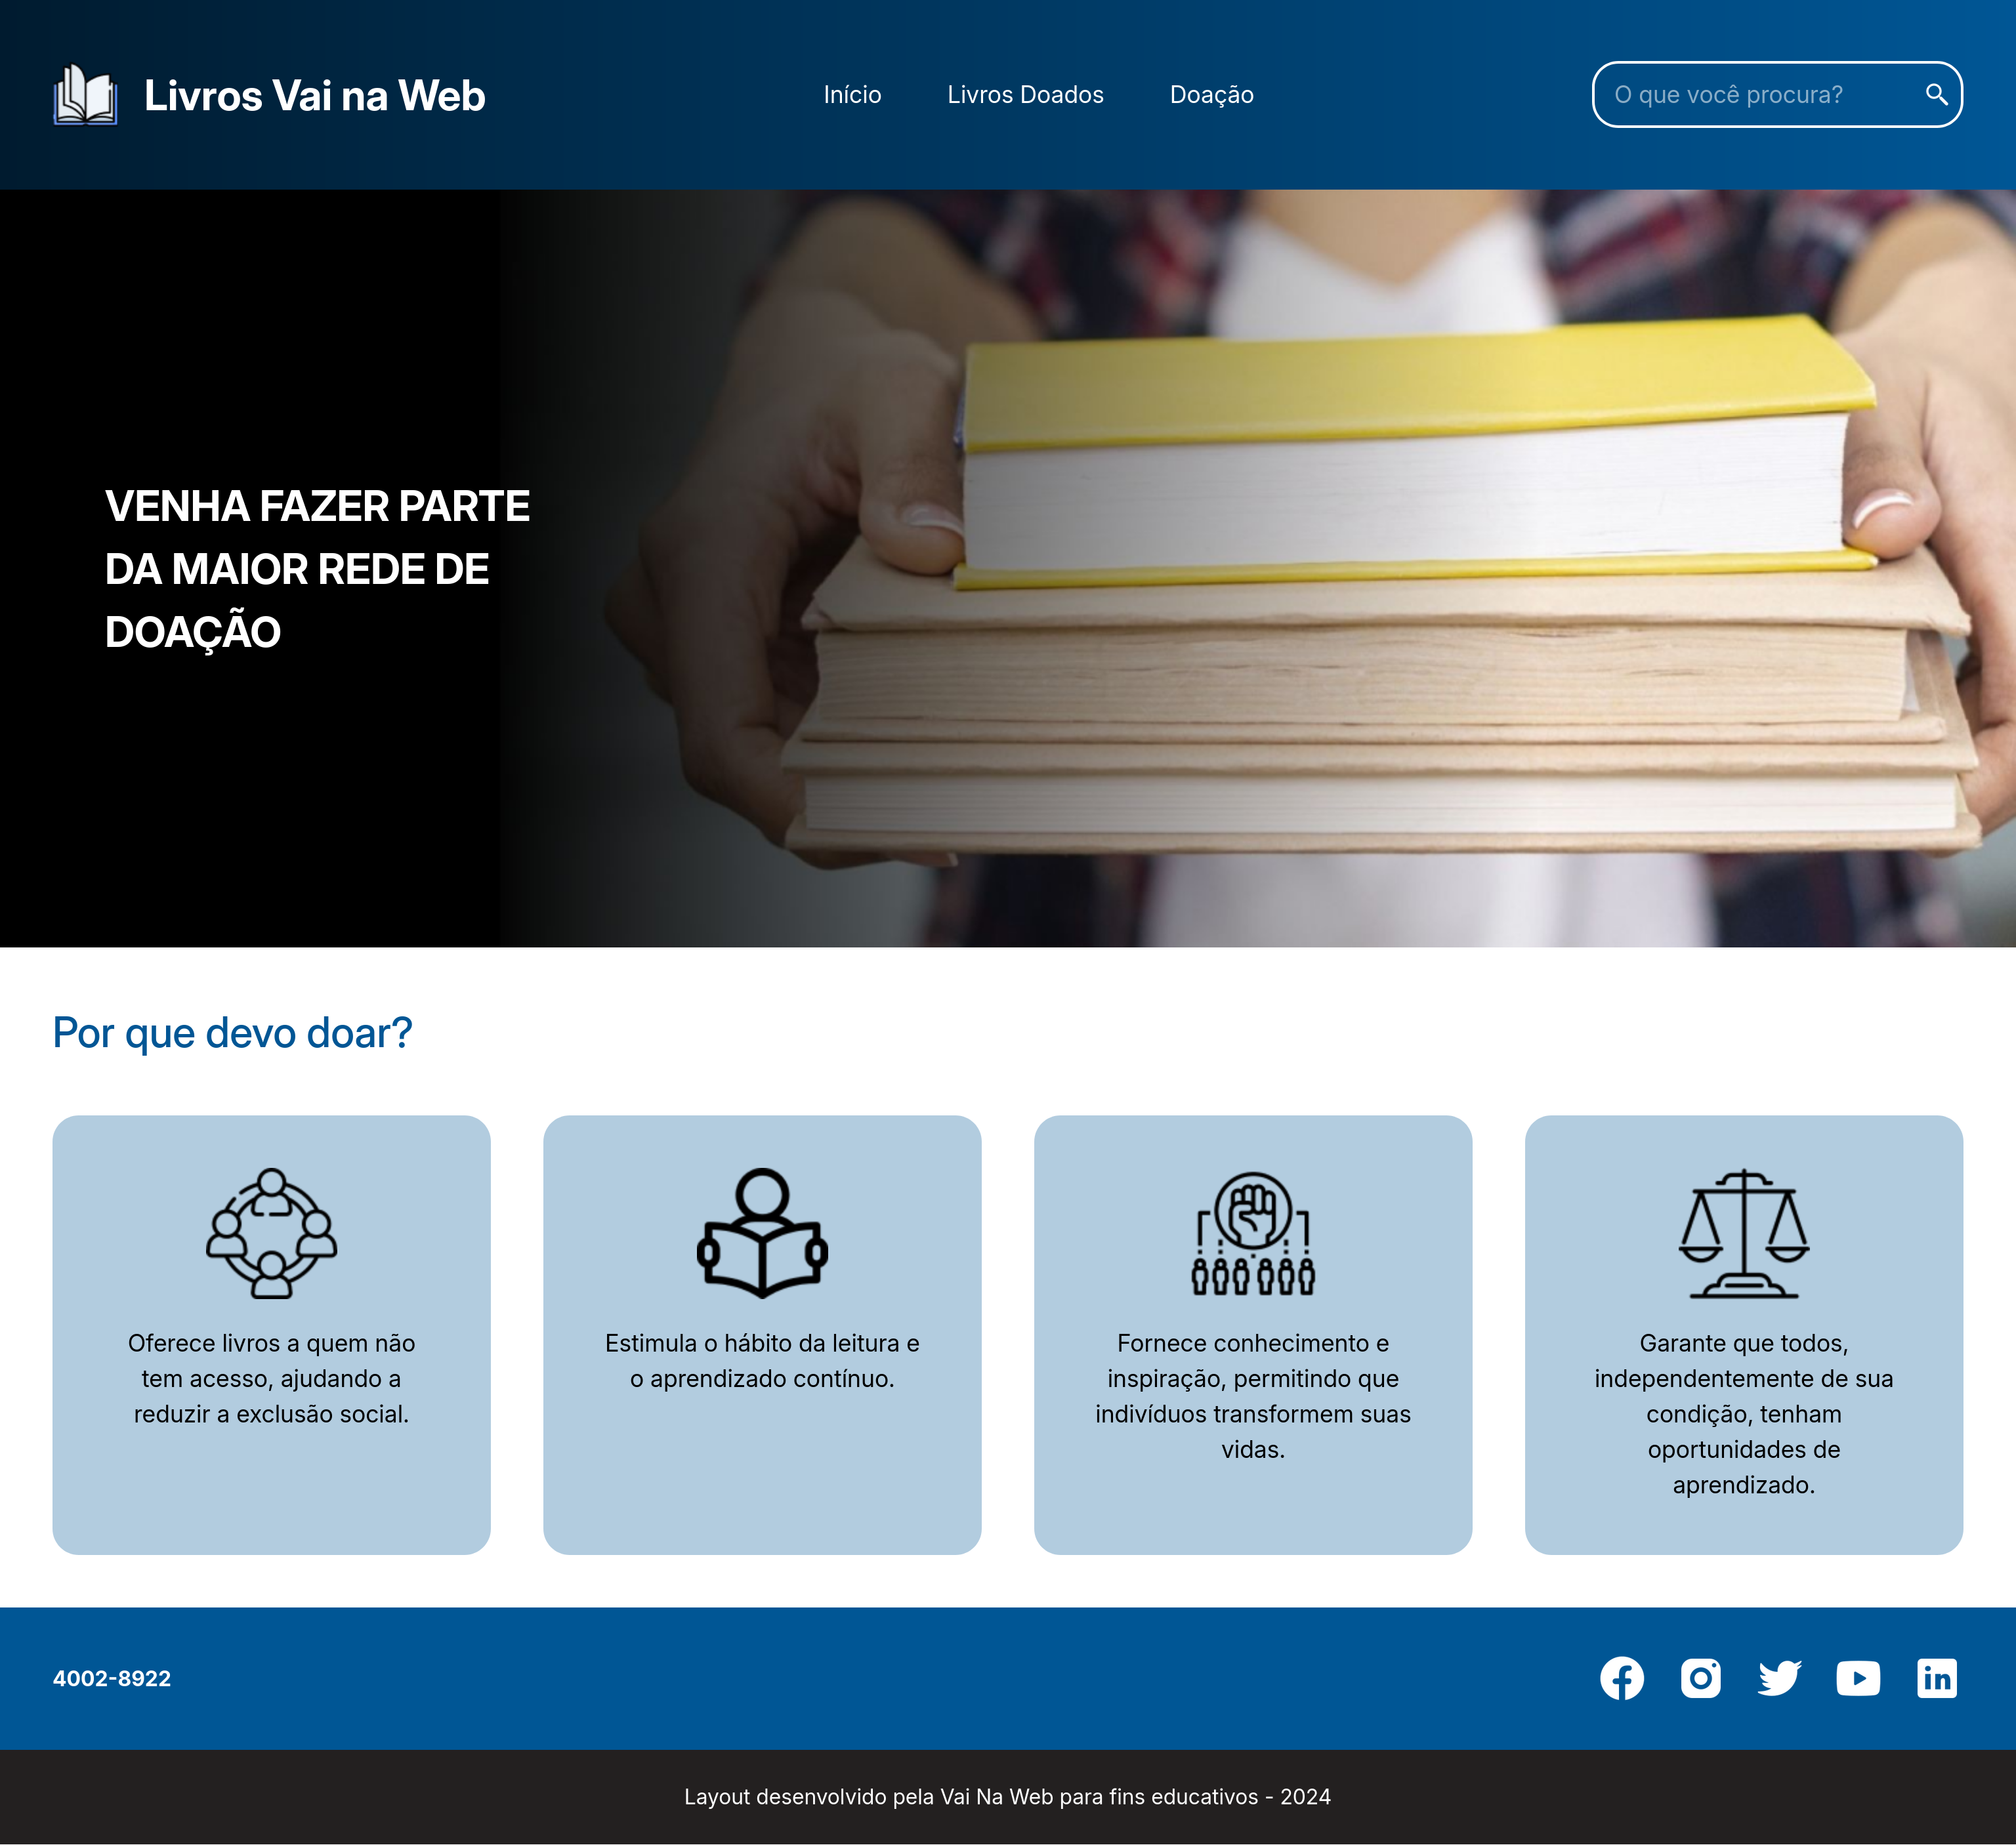 Livros Vai na Web
Início
Livros Doados
Doação
O que você procura?
VENHA FAZER PARTE
DA MAIOR REDE DE
DOAÇÃO
Por que devo doar?
Oferece livros a quem não
tem acesso, ajudando a
reduzir a exclusão social.
Estimula o hábito da leitura e
o aprendizado contínuo.
Fornece conhecimento e
inspiração, permitindo que
indivíduos transformem suas
vidas.
Garante que todos,
independentemente de sua
condição, tenham
oportunidades de
aprendizado.
4002-8922
Layout desenvolvido pela Vai Na Web para fins educativos - 2024